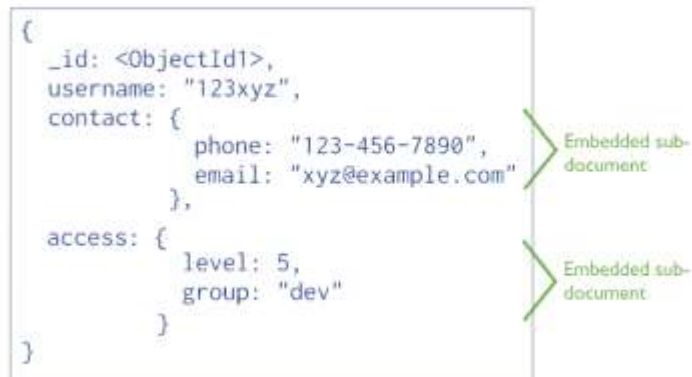 {
  _id: <ObjectId1>,
  username: "123xyz",
  contact: {
            phone: "123-456-7890",
            email: "xyz@example.com"
          },
  access: {
           level: 5,
           group: "dev"
         }
}
Embedded sub-
document
Embedded sub-
document